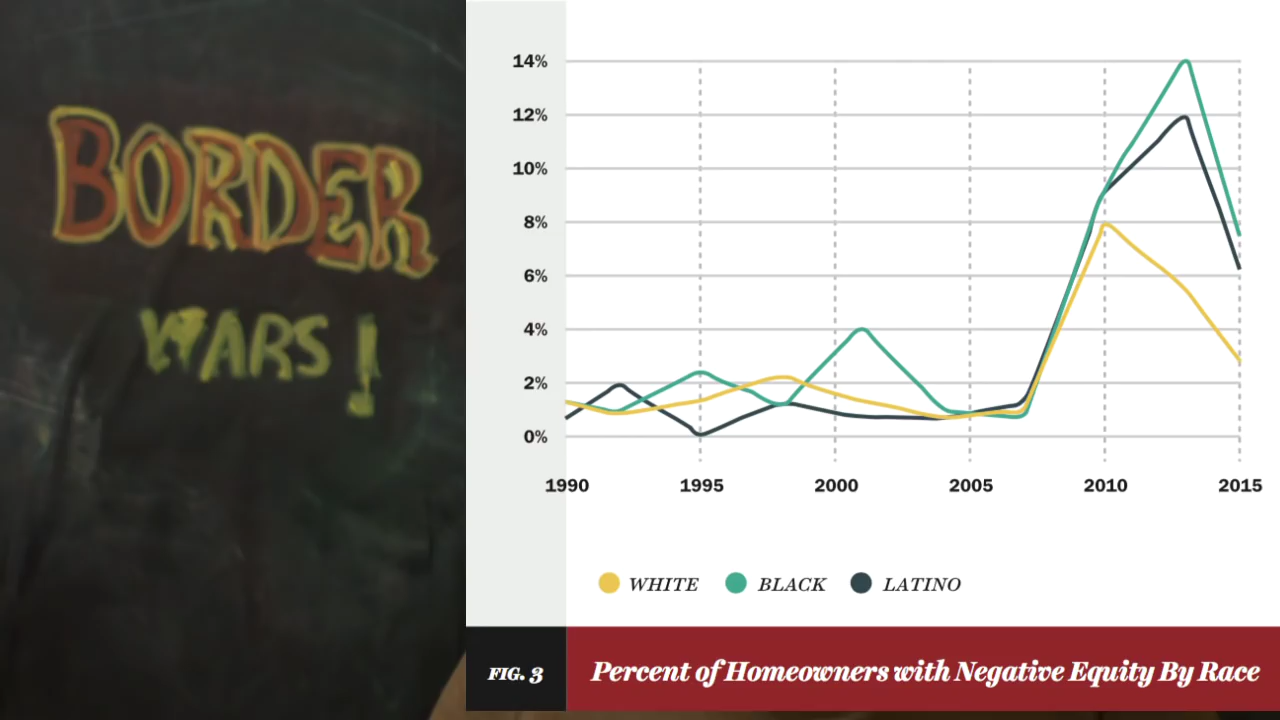 BORDER
WARS!
14%
12%
10%
8%
6%
4%
2%
0%
1990 1995 2000 2005 2010 2015
WHITE BLACK LATINO
FIG. 3 Percent of Homeowners with Negative Equity By Race